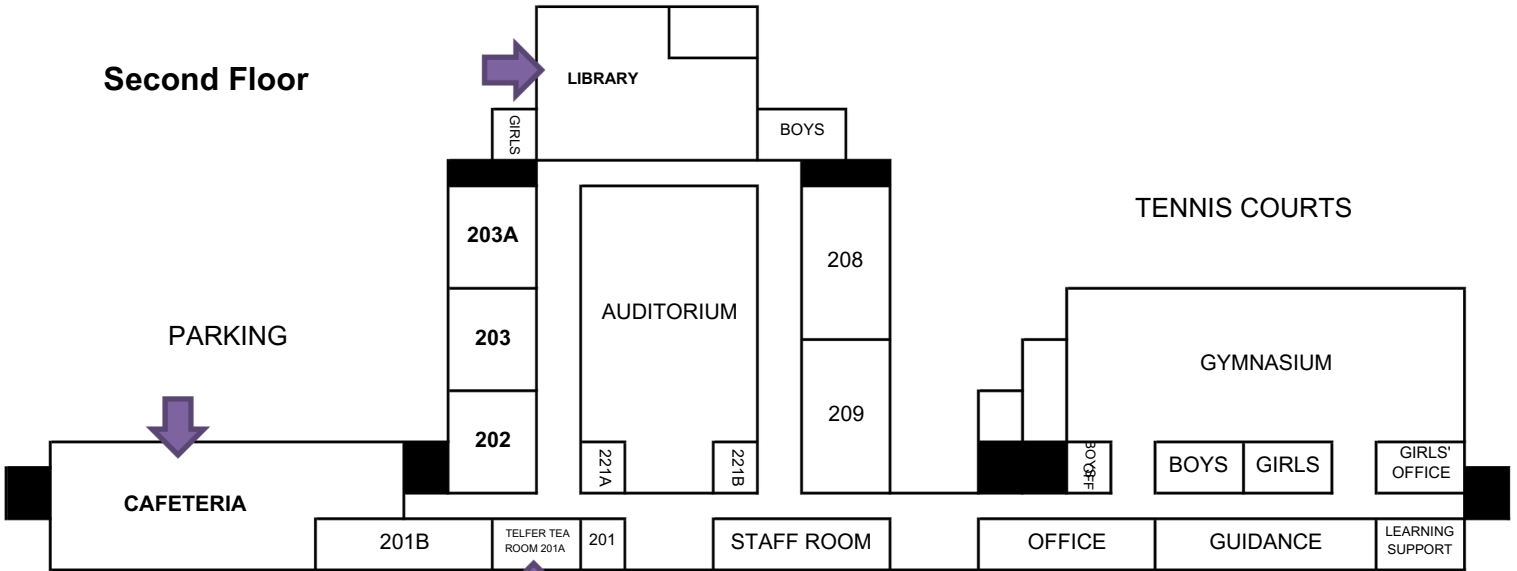 Second Floor
LIBRARY
GIRLS
BOYS
TENNIS COURTS
203A
208
AUDITORIUM
PARKING
203
GYMNASIUM
209
202
221A
221B
BOYS
GIRLS
GIRLS'
OFFICE
CAFETERIA
201B
TELFER TEA
ROOM 201A
201
STAFF ROOM
OFFICE
GUIDANCE
LEARNING
SUPPORT